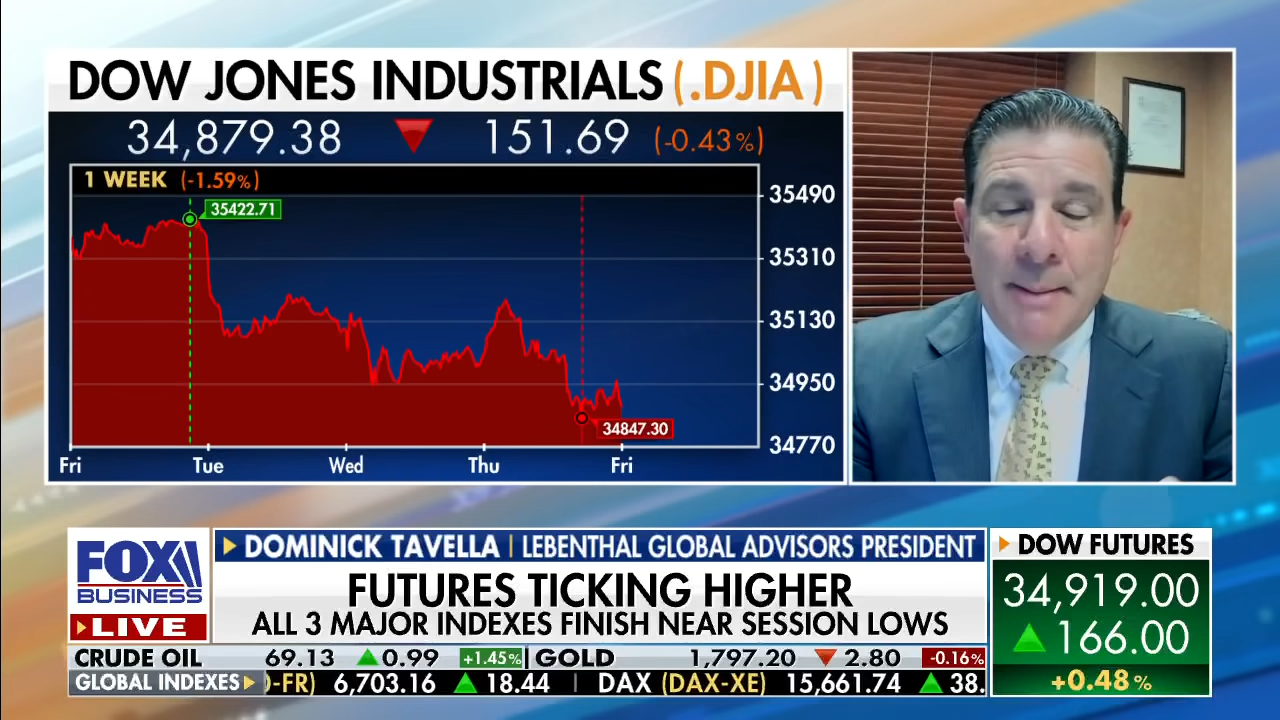 DOW JONES INDUSTRIALS (.DJIA)
34,879.38 ▼ 151.69 (-0.43%)
1 WEEK (-1.59%)
35422.71
34847.30
35490
35310
35130
34950
34770
Fri Tue Wed Thu Fri
FOX BUSINESS
LIVE
DOMINICK TAVELLA | LEBENTHAL GLOBAL ADVISORS PRESIDENT
FUTURES TICKING HIGHER
ALL 3 MAJOR INDEXES FINISH NEAR SESSION LOWS
DOW FUTURES
34,919.00
▲ 166.00
+0.48%
CRUDE OIL 69.13 ▲ 0.99 +1.45% GOLD 1,797.20 ▼ 2.80 -0.16%
GLOBAL INDEXES -FR) 6,703.16 ▲ 18.44 | DAX (DAX-XE) 15,661.74 ▲ 38.